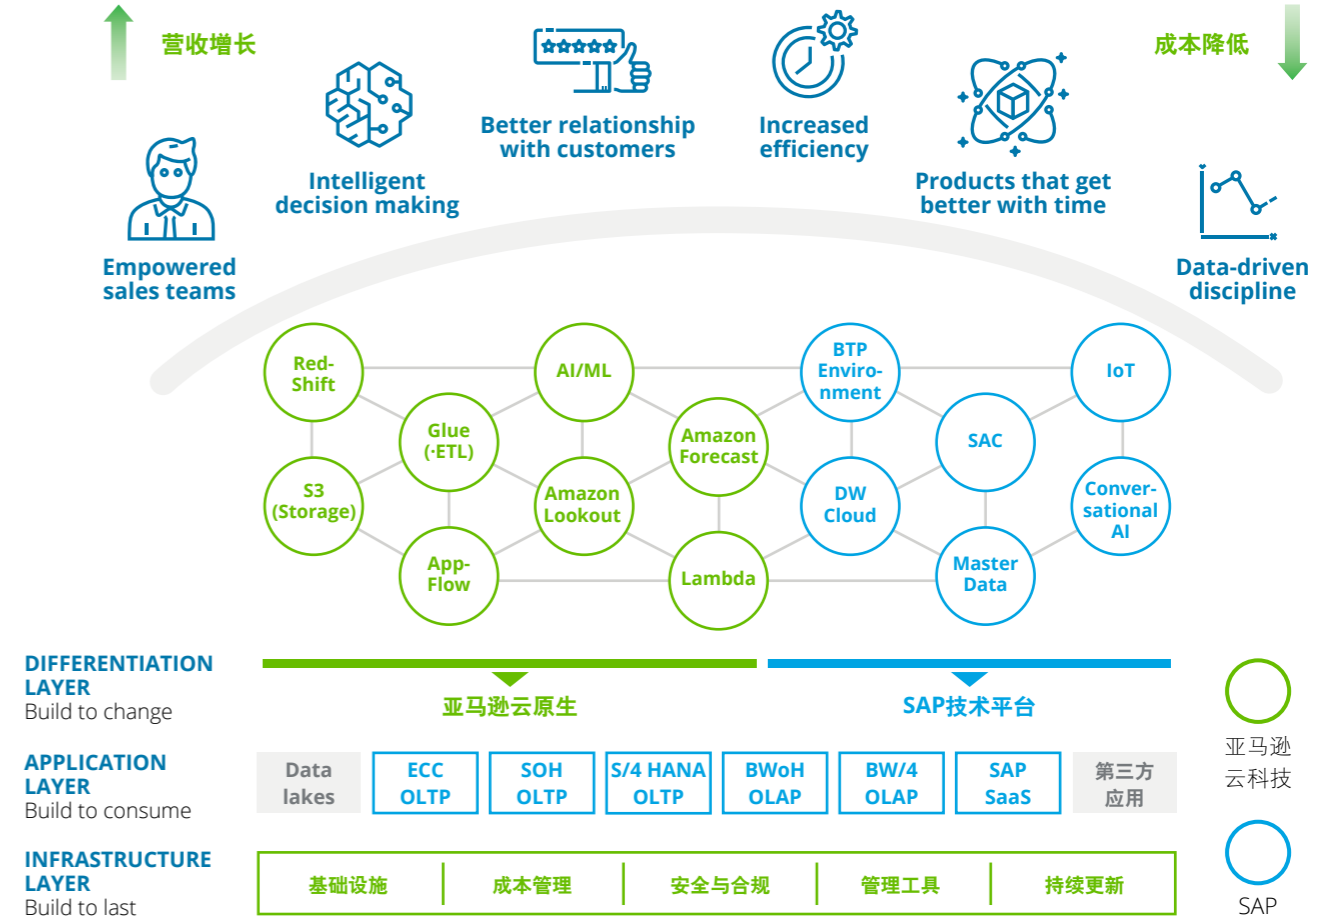 营收增长
成本降低
Better relationship
with customers
Increased
efficiency
Intelligent
decision making
Products that get
better with time
Empowered
sales teams
Data-driven
discipline
Red-
Shift
AI/ML
BTP
Enviro-
nment
IoT
Glue
(·ETL)
Amazon
Forecast
SAC
S3
(Storage)
Amazon
Lookout
DW
Cloud
Conver-
sational
AI
App-
Flow
Lambda
Master
Data
DIFFERENTIATION
LAYER
Build to change
亚马逊云原生
SAP技术平台
亚马逊
云科技
APPLICATION
LAYER
Build to consume
Data
lakes
ECC
OLTP
SOH
OLTP
S/4 HANA
OLTP
BWoH
OLAP
BW/4
OLAP
SAP
SaaS
第三方
应用
INFRASTRUCTURE
LAYER
Build to last
基础设施
成本管理
安全与合规
管理工具
持续更新
SAP